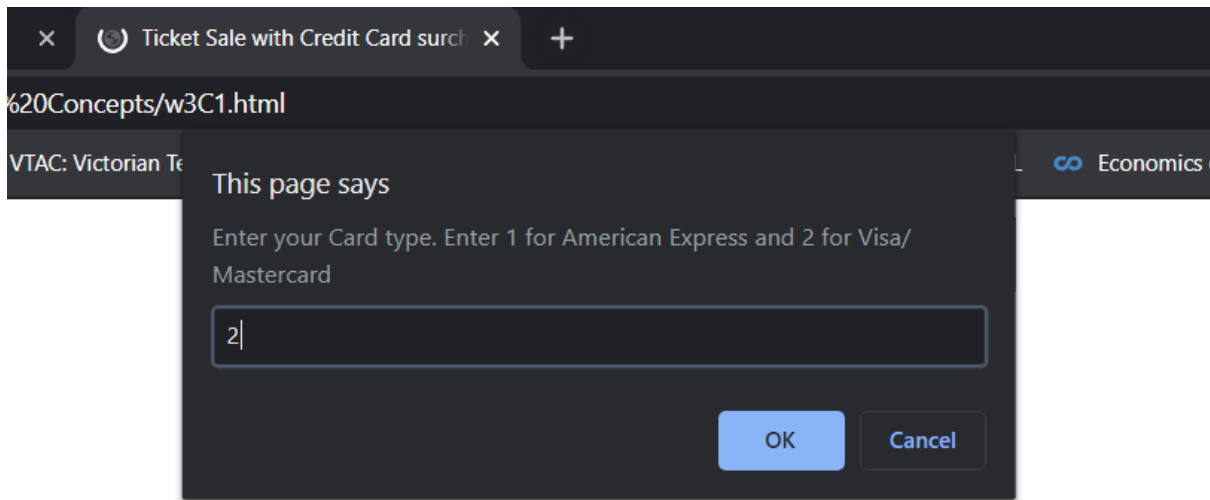 Ticket Sale with Credit Card surch
%20Concepts/w3C1.html
VTAC: Victorian Te
Economics
This page says
Enter your Card type. Enter 1 for American Express and 2 for Visa/
Mastercard
2
OK
Cancel